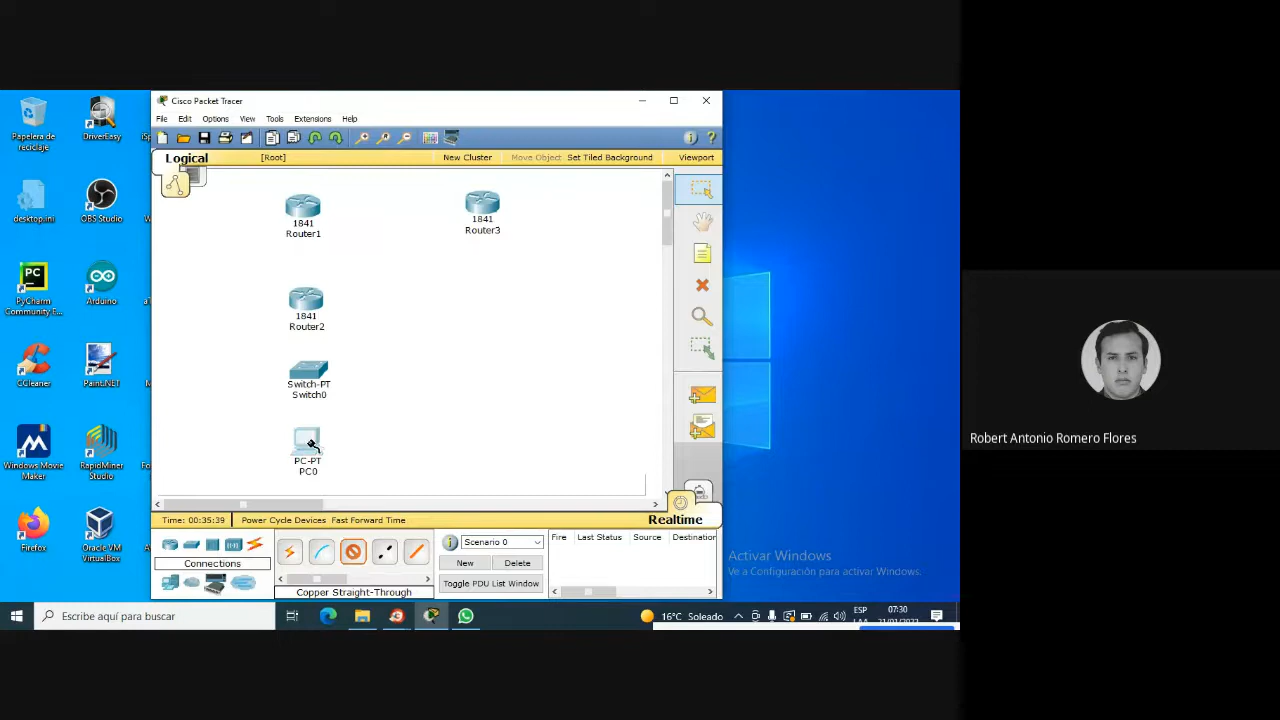 Papelera de
reciclaje
DriverEasy
desktop.ini
OBS Studio
PyCharm
Community E...
Arduino
CCleaner
Paint.NET
Windows Movie
Maker
RapidMiner
Studio
Firefox
Oracle VM
VirtualBox
Cisco Packet Tracer
File Edit Options View Tools Extensions Help
Logical
[Root]
New Cluster
Move Object
Set Tiled Background
Viewport
1841
Router1
1841
Router3
1841
Router2
Switch-PT
Switch0
PC-PT
PC0
Time: 00:35:39
Power Cycle Devices Fast Forward Time
Realtime
Connections
Copper Straight-Through
Scenario 0
New
Delete
Toggle PDU List Window
Fire Last Status Source Destination
Activar Windows
Ve a Configuración para activar Windows.
Escribe aquí para buscar
16°C Soleado
ESP
07:30
Robert Antonio Romero Flores